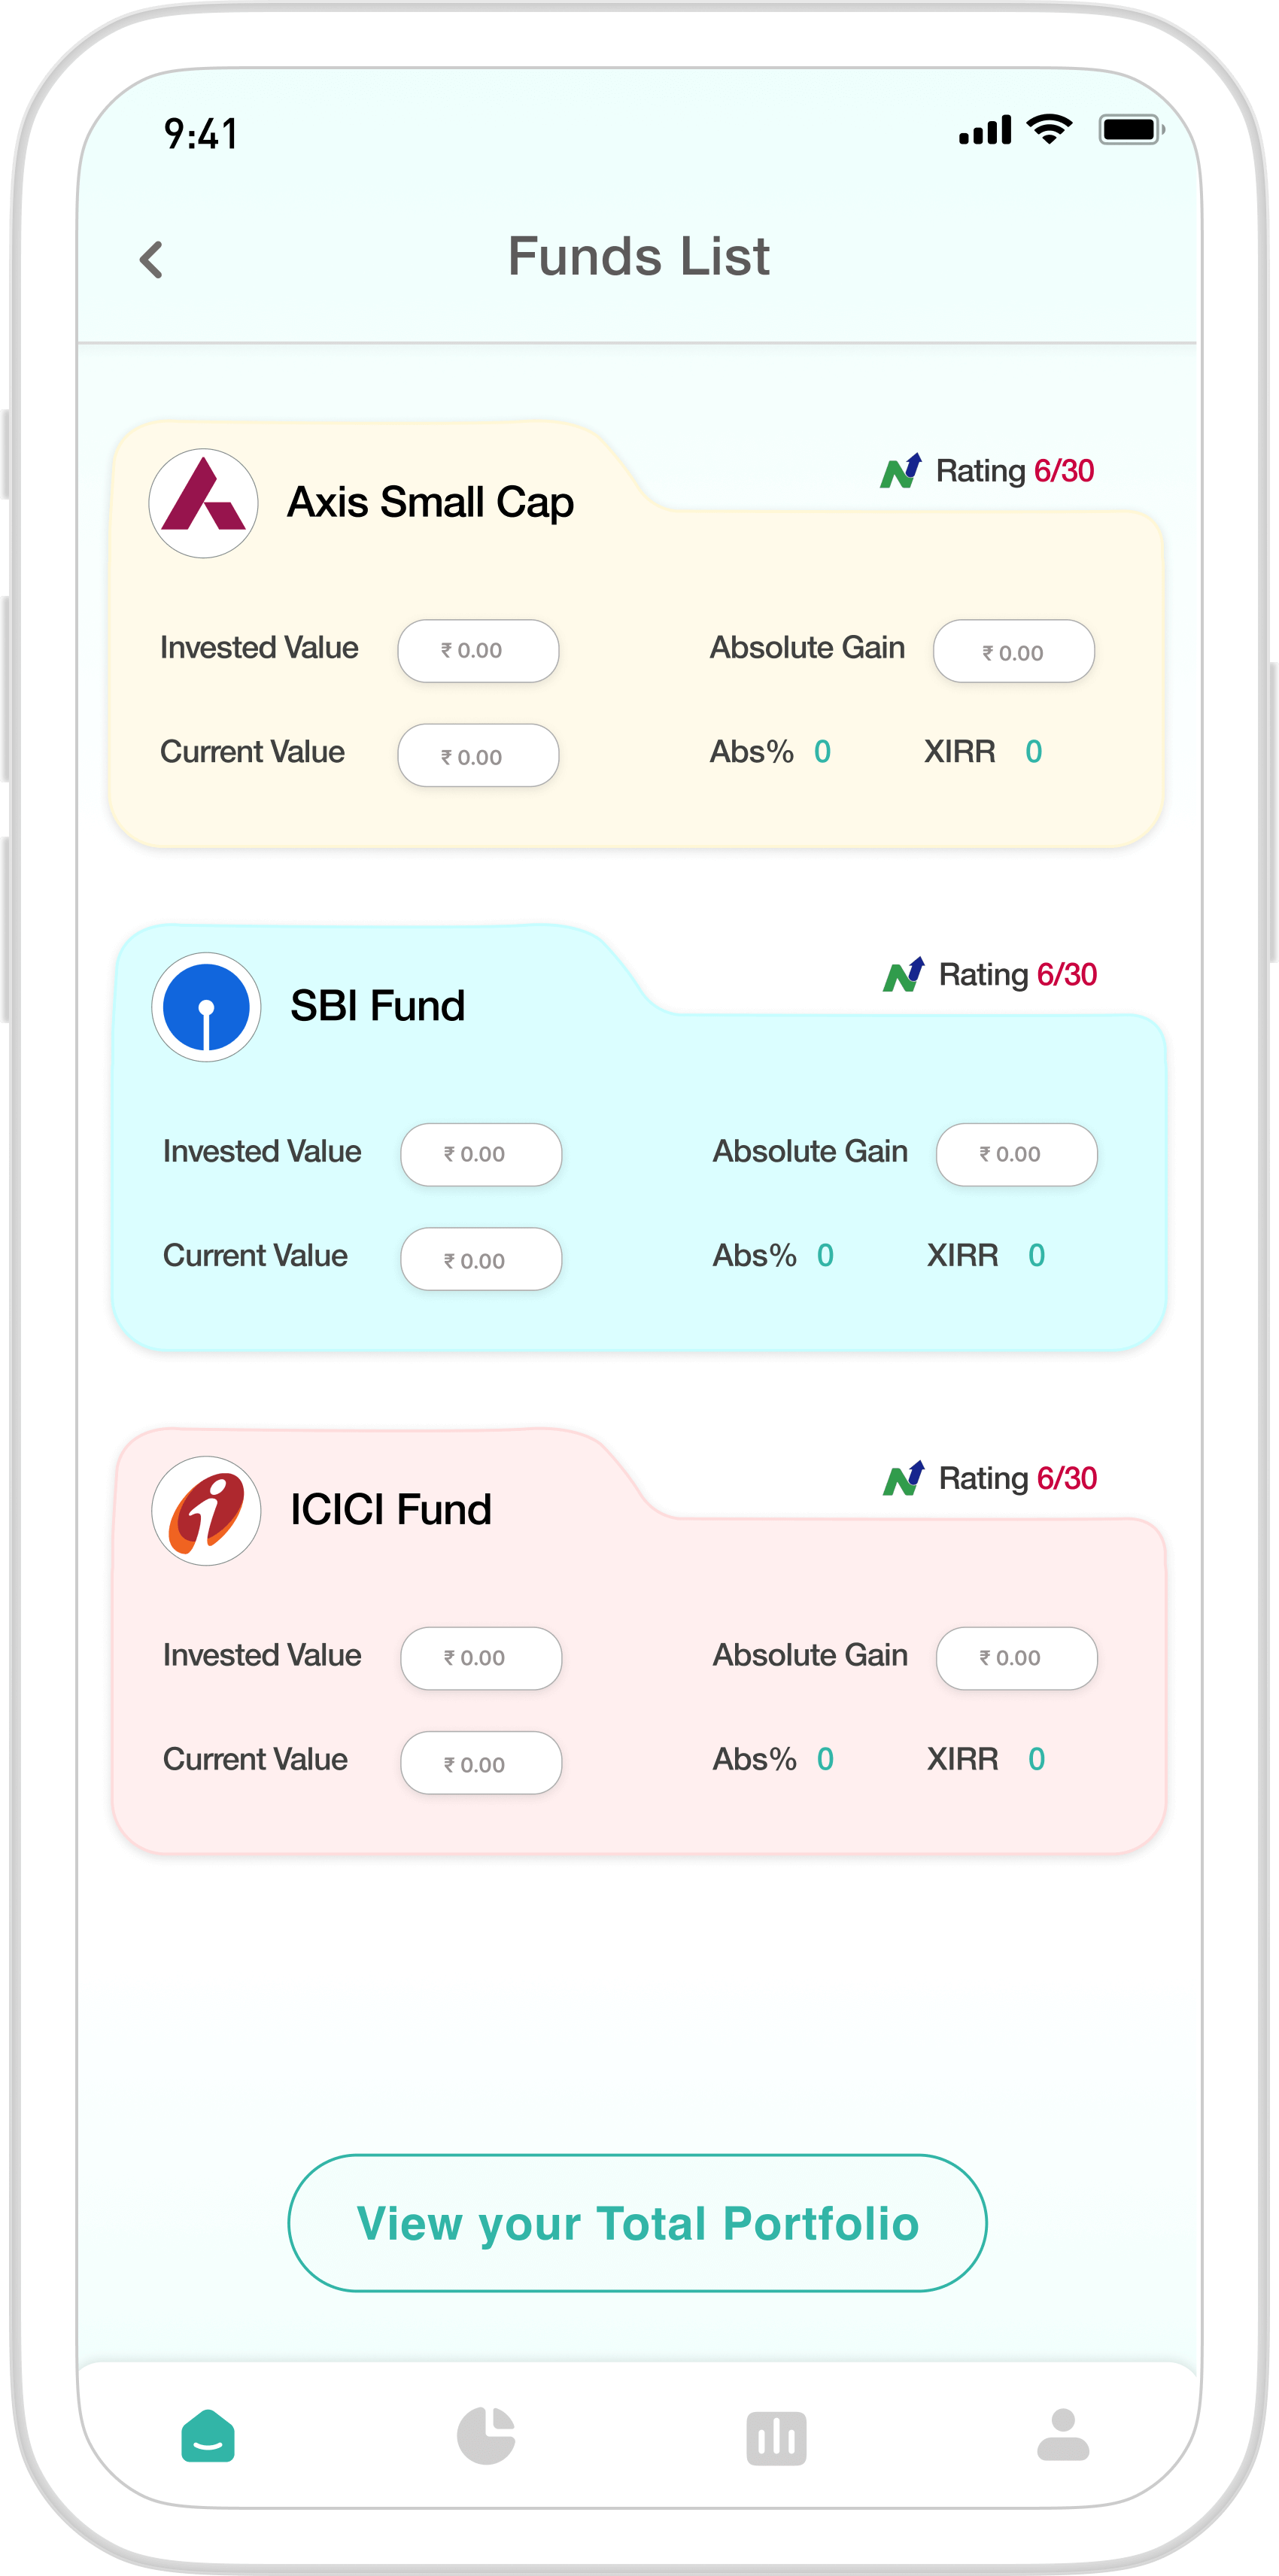 9:41
Funds List
Axis Small Cap
Rating 6/30
Invested Value ₹ 0.00 Absolute Gain ₹ 0.00
Current Value ₹ 0.00 Abs% 0 XIRR 0
SBI Fund
Rating 6/30
Invested Value ₹ 0.00 Absolute Gain ₹ 0.00
Current Value ₹ 0.00 Abs% 0 XIRR 0
ICICI Fund
Rating 6/30
Invested Value ₹ 0.00 Absolute Gain ₹ 0.00
Current Value ₹ 0.00 Abs% 0 XIRR 0
View your Total Portfolio